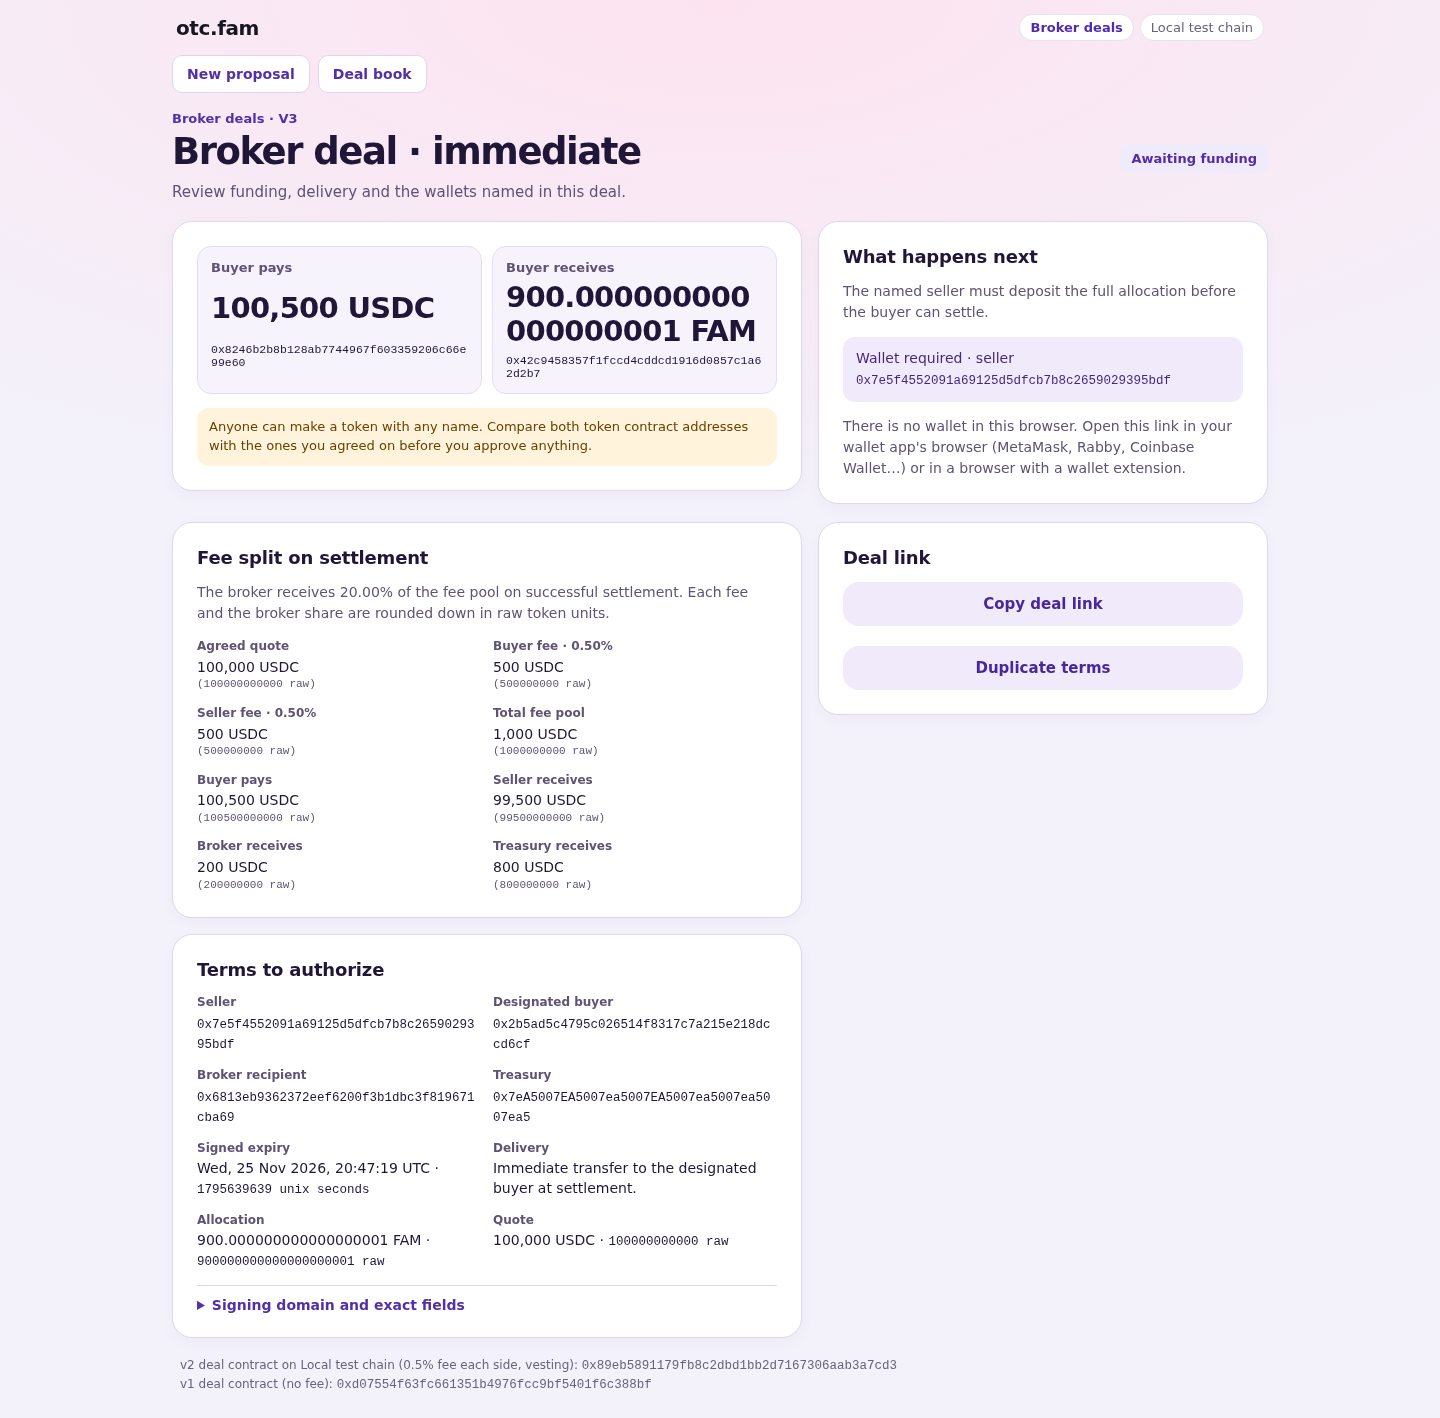 otc.fam
Broker deals
Local test chain
New proposal
Deal book
Broker deals · V3
Broker deal · immediate
Awaiting funding
Review funding, delivery and the wallets named in this deal.
Buyer pays
100,500 USDC
0x8246b2b8b128ab7744967f603359206c66e
99e60
Buyer receives
900.000000000
000000001 FAM
0x42c9458357f1fccd4cddcd1916d0857c1a6
2d2b7
Anyone can make a token with any name. Compare both token contract addresses
with the ones you agreed on before you approve anything.
What happens next
The named seller must deposit the full allocation before
the buyer can settle.
Wallet required · seller
0x7e5f4552091a69125d5dfcb7b8c2659029395bdf
There is no wallet in this browser. Open this link in your
wallet app's browser (MetaMask, Rabby, Coinbase
Wallet…) or in a browser with a wallet extension.
Fee split on settlement
The broker receives 20.00% of the fee pool on successful settlement. Each fee
and the broker share are rounded down in raw token units.
Agreed quote
100,000 USDC
(100000000000 raw)
Buyer fee · 0.50%
500 USDC
(500000000 raw)
Seller fee · 0.50%
500 USDC
(500000000 raw)
Total fee pool
1,000 USDC
(1000000000 raw)
Buyer pays
100,500 USDC
(100500000000 raw)
Seller receives
99,500 USDC
(99500000000 raw)
Broker receives
200 USDC
(200000000 raw)
Treasury receives
800 USDC
(800000000 raw)
Deal link
Copy deal link
Duplicate terms
Terms to authorize
Seller
0x7e5f4552091a69125d5dfcb7b8c26590293
95bdf
Designated buyer
0x2b5ad5c4795c026514f8317c7a215e218dc
cd6cf
Broker recipient
0x6813eb9362372eef6200f3b1dbc3f819671
cba69
Treasury
0x7eA5007EA5007ea5007EA5007ea5007ea50
07ea5
Signed expiry
Wed, 25 Nov 2026, 20:47:19 UTC ·
1795639639 unix seconds
Delivery
Immediate transfer to the designated
buyer at settlement.
Allocation
900.000000000000000001 FAM ·
900000000000000000001 raw
Quote
100,000 USDC · 100000000000 raw
▶ Signing domain and exact fields
v2 deal contract on Local test chain (0.5% fee each side, vesting): 0x89eb5891179fb8c2dbd1bb2d7167306aab3a7cd3
v1 deal contract (no fee): 0xd07554f63fc661351b4976fcc9bf5401f6c388bf